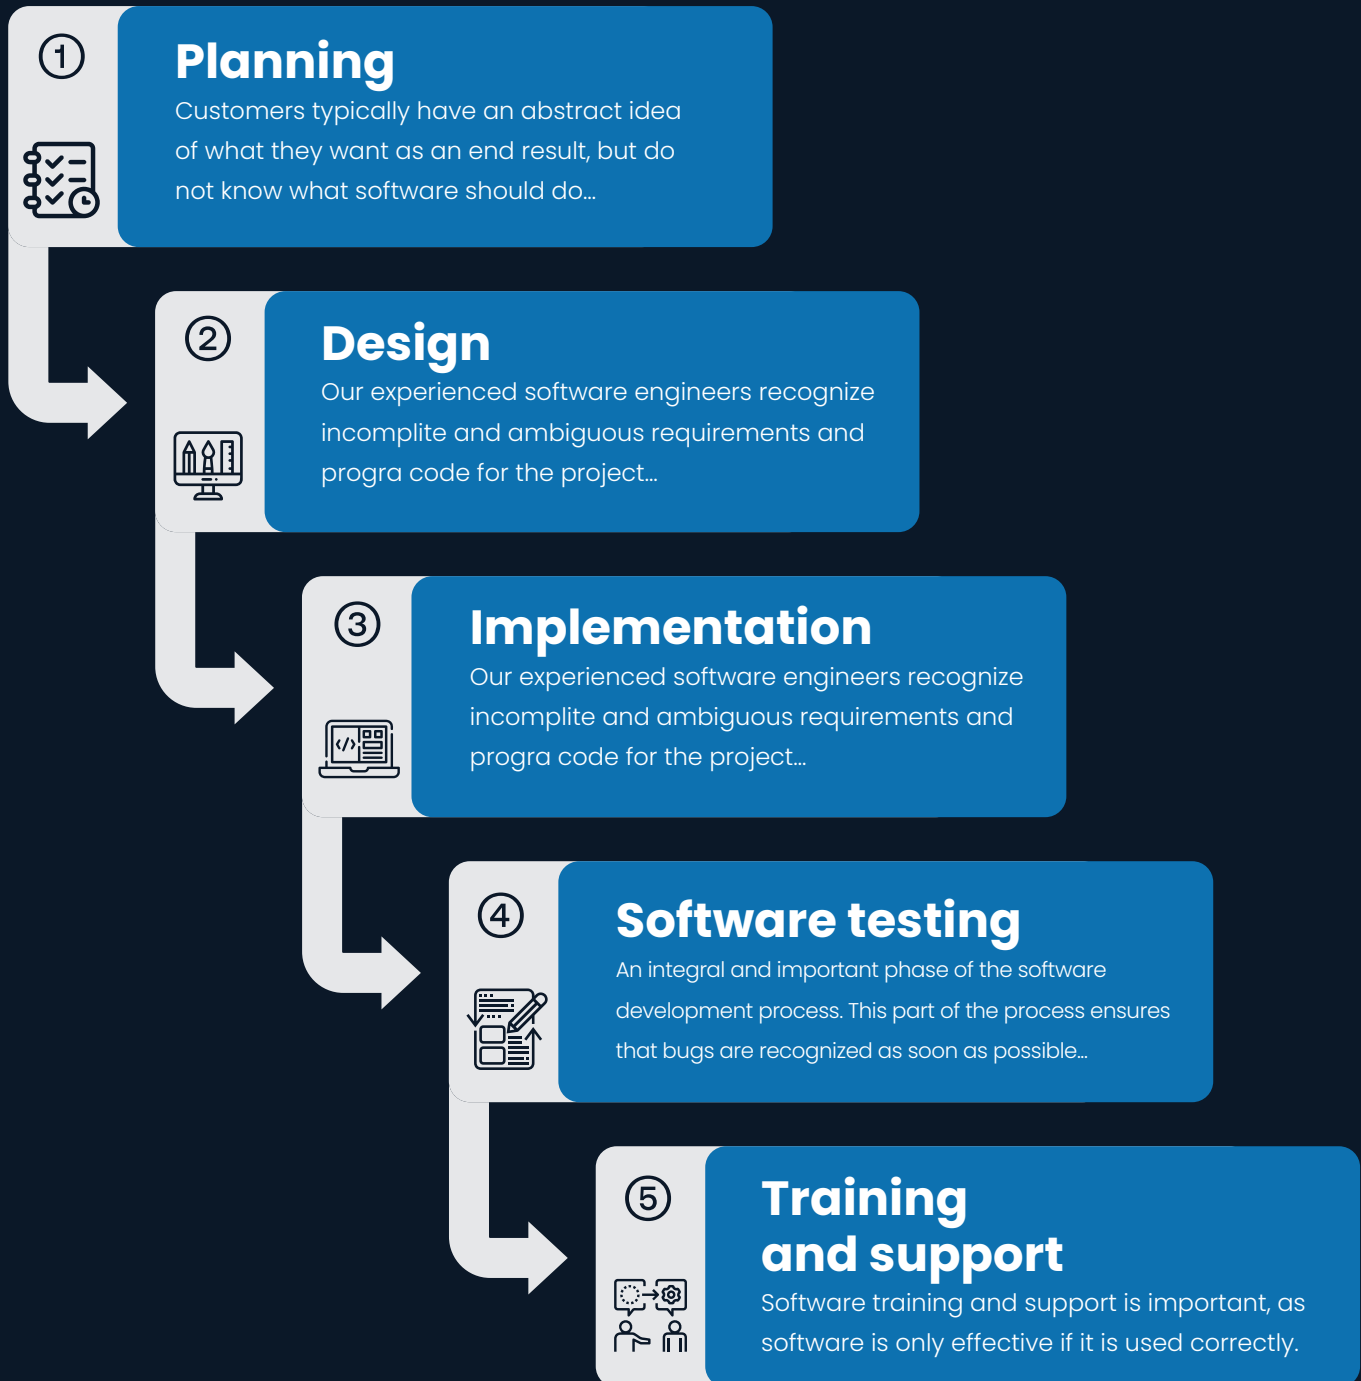 1
Planning
Customers typically have an abstract idea
of what they want as an end result, but do
not know what software should do...
2
Design
Our experienced software engineers recognize
incomplite and ambiguous requirements and
progra code for the project...
3
Implementation
Our experienced software engineers recognize
incomplite and ambiguous requirements and
progra code for the project...
</>
4
Software testing
An integral and important phase of the software
development process. This part of the process ensures
that bugs are recognized as soon as possible...
5
Training
and support
Software training and support is important, as
software is only effective if it is used correctly.